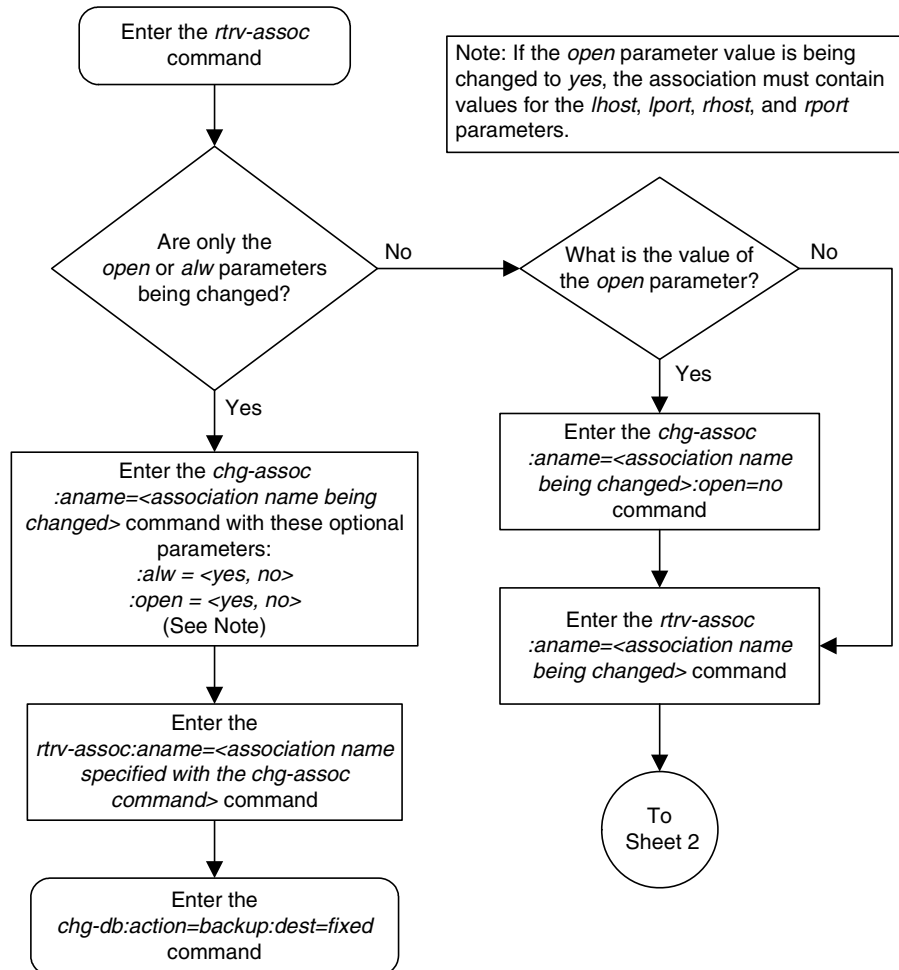 Enter the rtrv-assoc
command
Note: If the open parameter value is being
changed to yes, the association must contain
values for the lhost, lport, rhost, and rport
parameters.
Are only the
open or alw parameters
being changed?
No
What is the value of
the open parameter?
No
Yes
Yes
Enter the chg-assoc
:aname=<association name being
changed> command with these optional
parameters:
:alw = <yes, no>
:open = <yes, no>
(See Note)
Enter the chg-assoc
:aname=<association name
being changed>:open=no
command
Enter the rtrv-assoc
:aname=<association name
being changed> command
Enter the
rtrv-assoc:aname=<association name
specified with the chg-assoc
command> command
To
Sheet 2
Enter the
chg-db:action=backup:dest=fixed
command